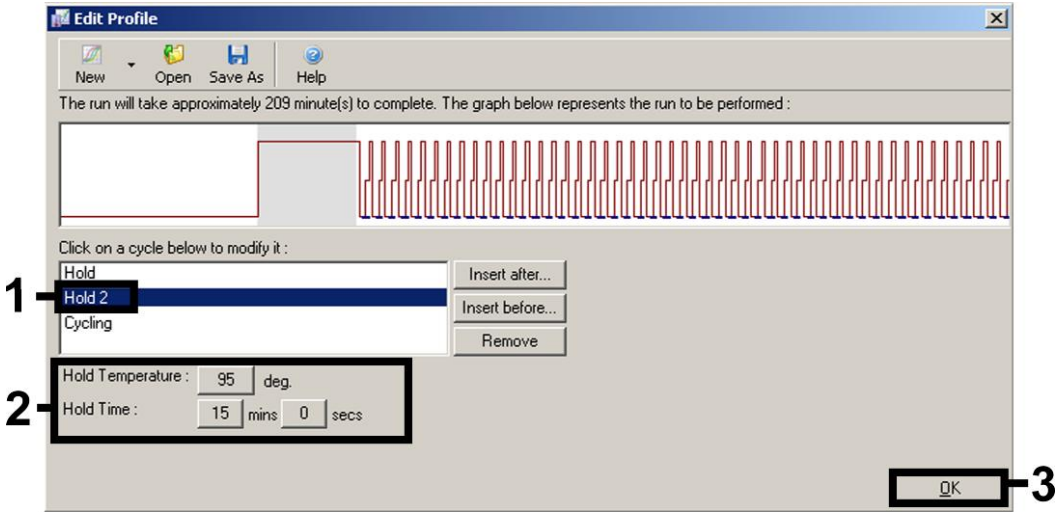 Edit Profile
New Open Save As Help
The run will take approximately 209 minute(s) to complete. The graph below represents the run to be performed :
Click on a cycle below to modify it :
Hold
Hold 2
Cycling
Insert after...
Insert before...
Remove
1
Hold Temperature : 95 deg.
Hold Time : 15 mins 0 secs
2
OK
3